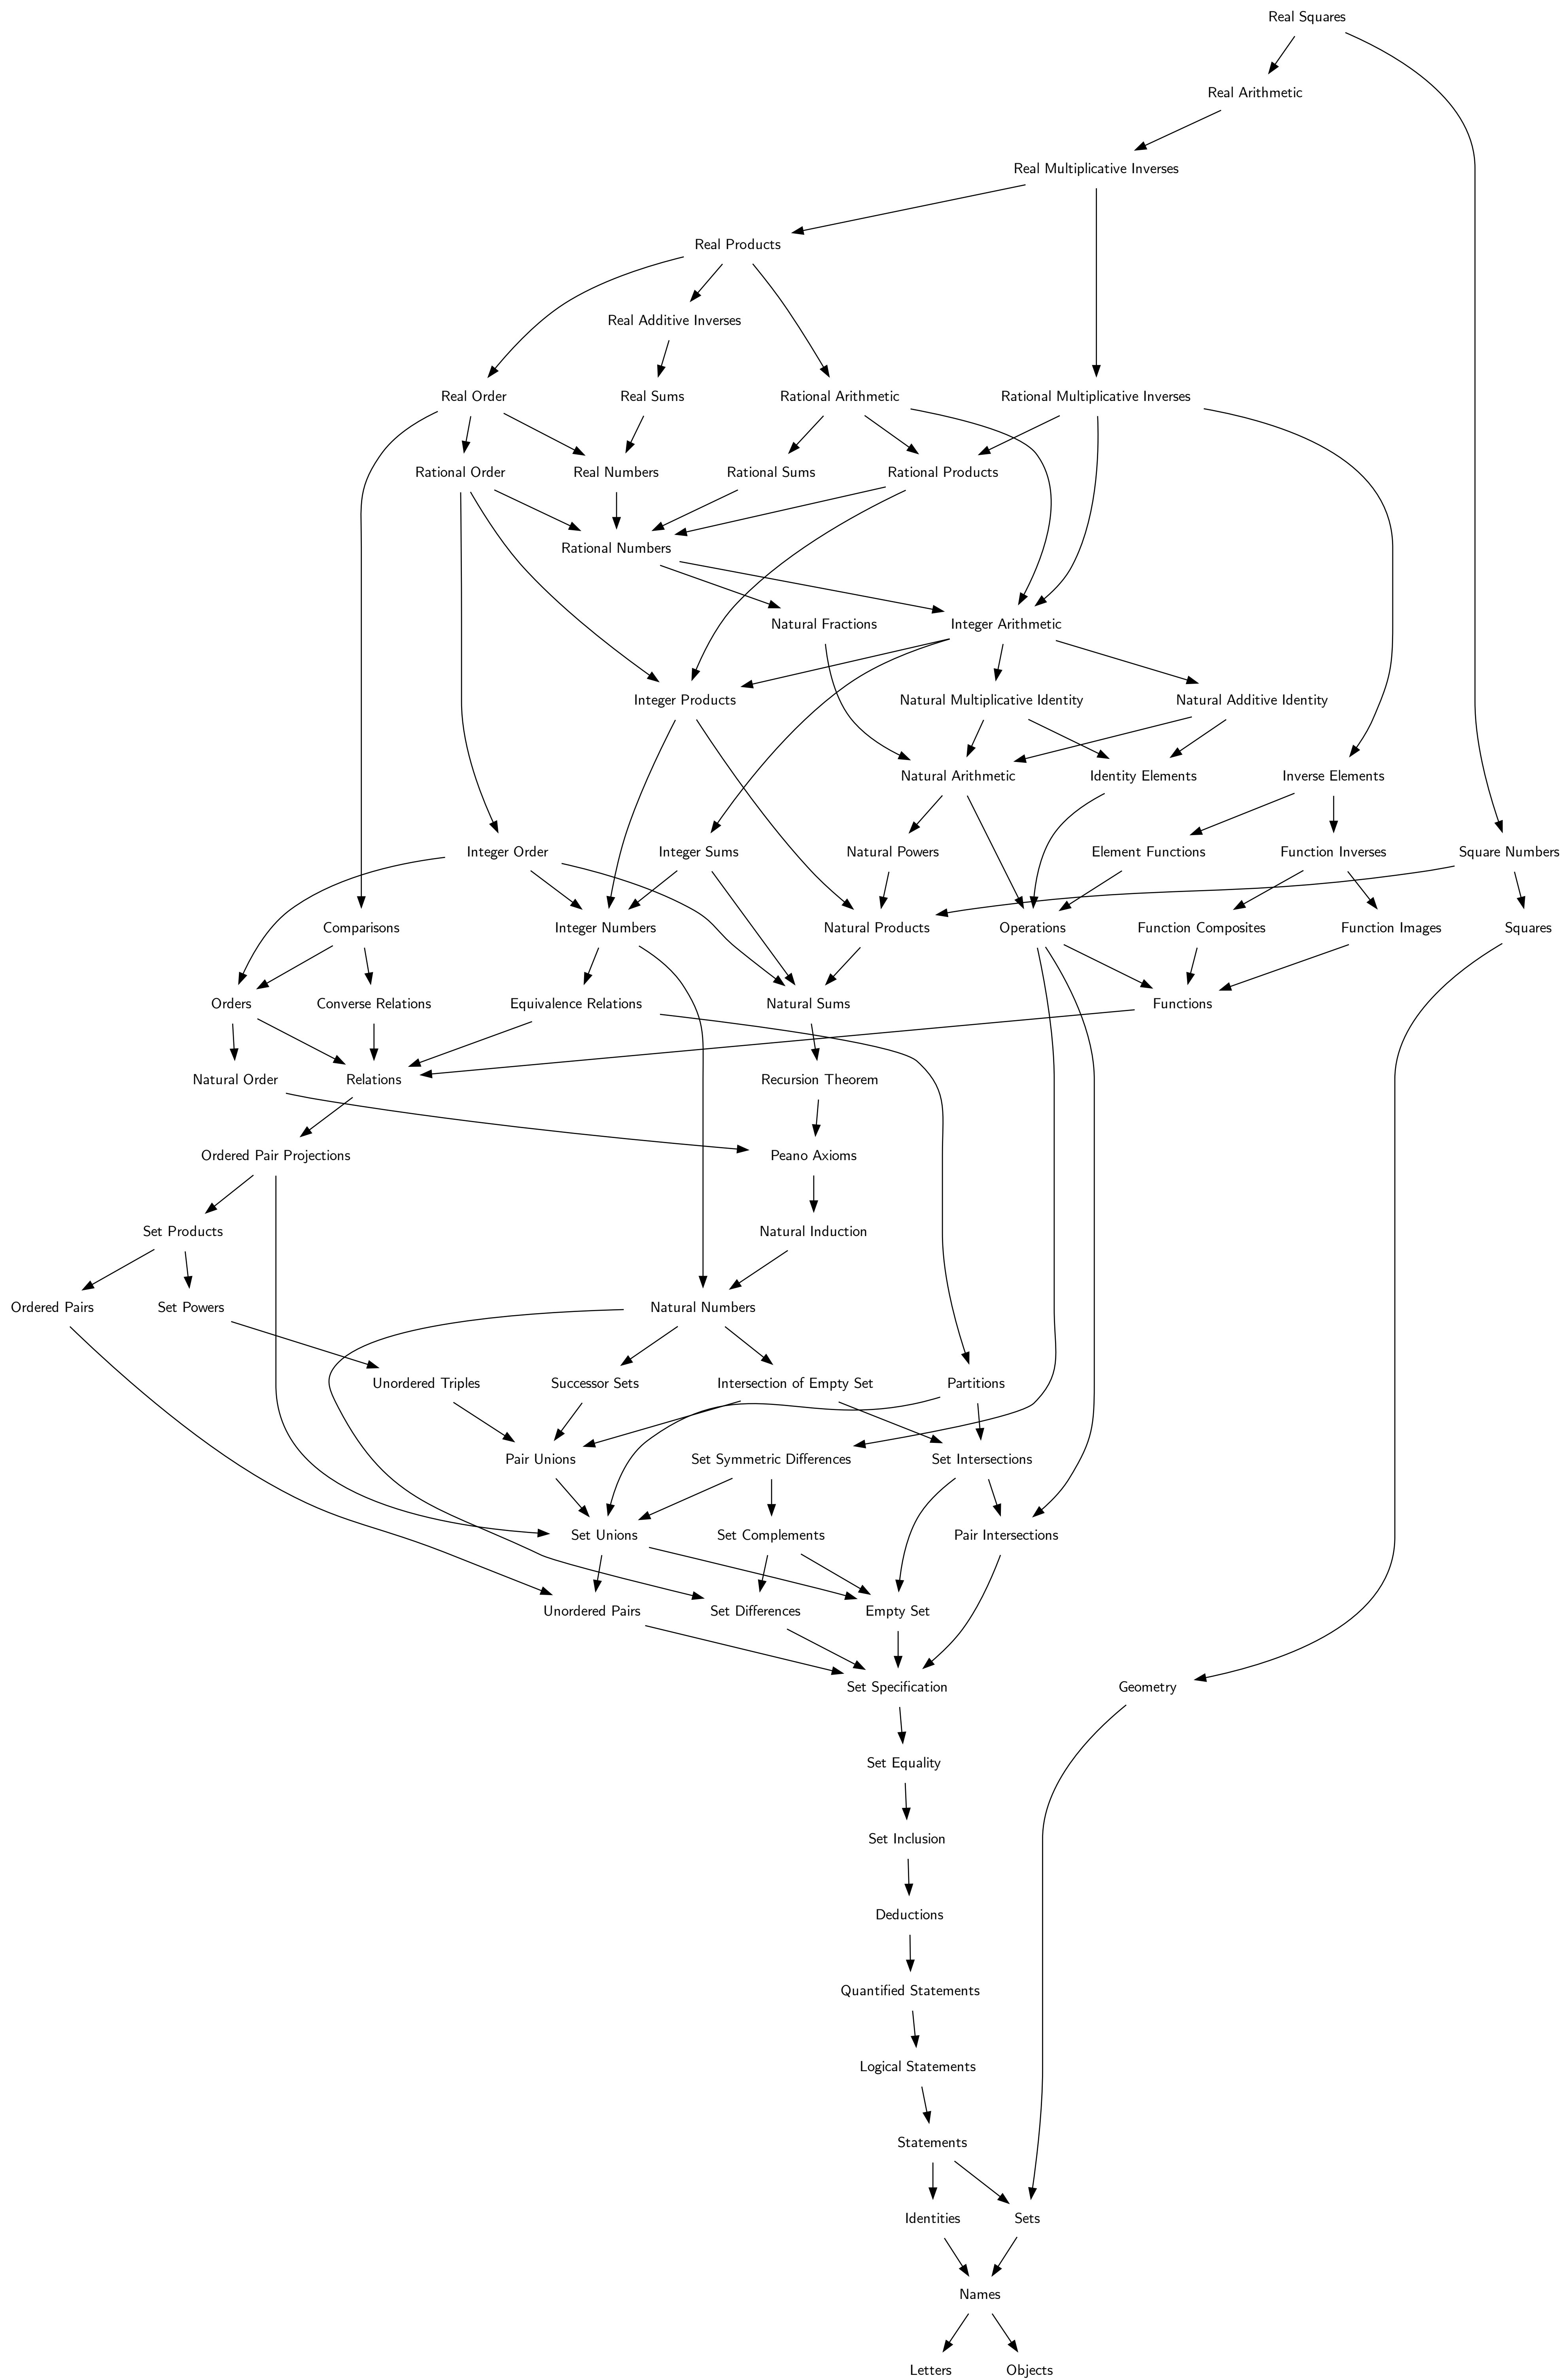 Real Squares
Real Arithmetic
Real Multiplicative Inverses
Real Products
Real Additive Inverses
Real Order
Real Sums
Rational Arithmetic
Rational Multiplicative Inverses
Rational Order
Real Numbers
Rational Sums
Rational Products
Rational Numbers
Natural Fractions
Integer Arithmetic
Integer Products
Natural Multiplicative Identity
Natural Additive Identity
Natural Arithmetic
Identity Elements
Inverse Elements
Integer Order
Integer Sums
Natural Powers
Element Functions
Function Inverses
Square Numbers
Comparisons
Integer Numbers
Natural Products
Operations
Function Composites
Function Images
Squares
Orders
Converse Relations
Equivalence Relations
Natural Sums
Functions
Natural Order
Relations
Recursion Theorem
Ordered Pair Projections
Peano Axioms
Set Products
Natural Induction
Ordered Pairs
Set Powers
Natural Numbers
Unordered Triples
Successor Sets
Intersection of Empty Set
Partitions
Pair Unions
Set Symmetric Differences
Set Intersections
Set Unions
Set Complements
Pair Intersections
Unordered Pairs
Set Differences
Empty Set
Set Specification
Geometry
Set Equality
Set Inclusion
Deductions
Quantified Statements
Logical Statements
Statements
Identities
Sets
Names
Letters
Objects